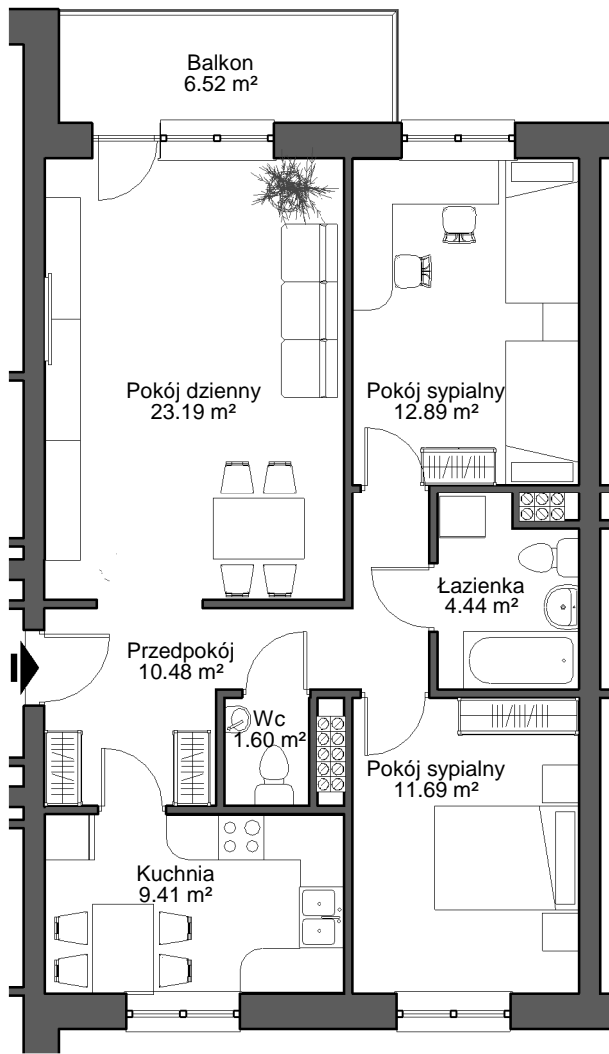 Balkon
6.52 m²
Pokój dzienny
23.19 m²
Pokój sypialny
12.89 m²
Łazienka
4.44 m²
Przedpokój
10.48 m²
Wc
1.60 m²
Pokój sypialny
11.69 m²
Kuchnia
9.41 m²